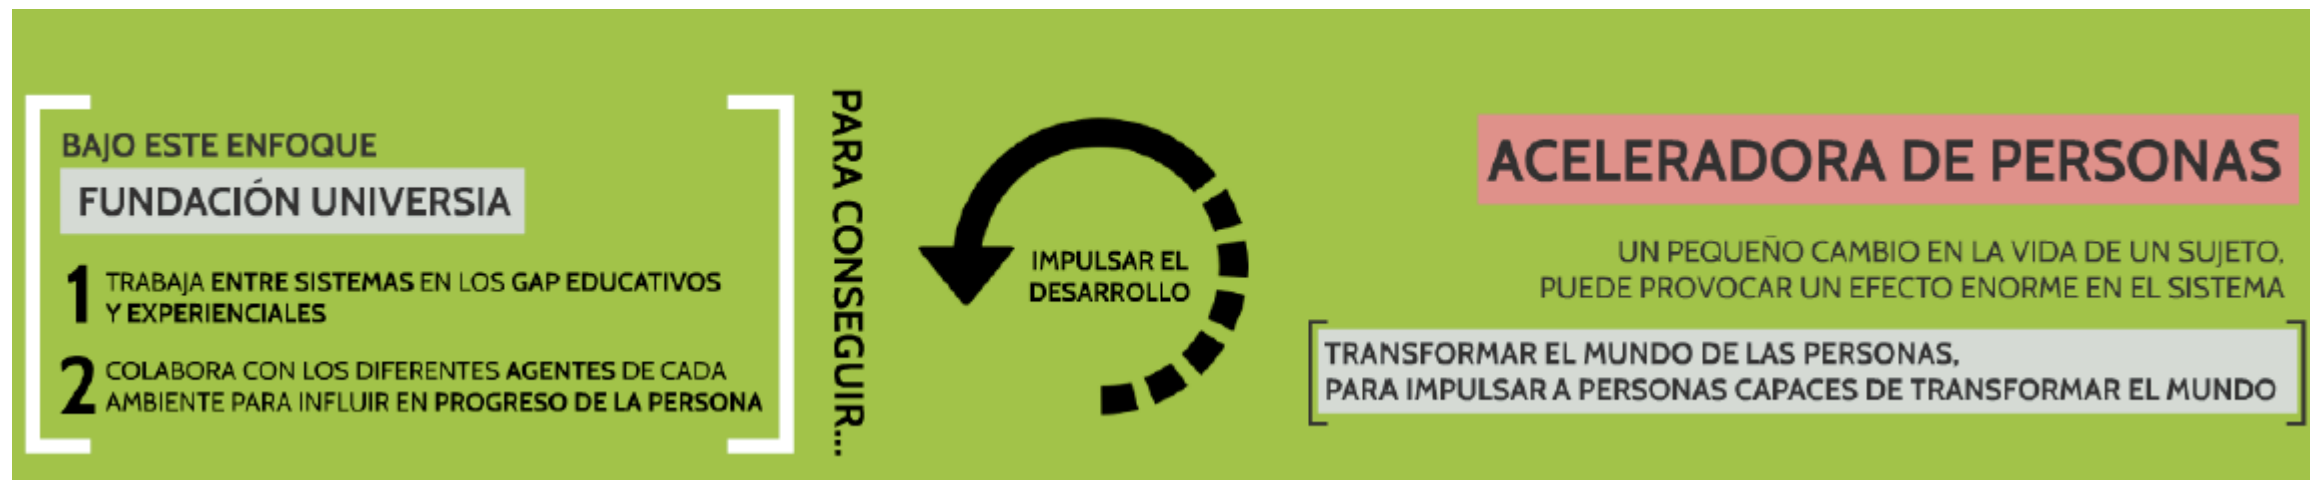 BAJO ESTE ENFOQUE
FUNDACIÓN UNIVERSIA
1 TRABAJA ENTRE SISTEMAS EN LOS GAP EDUCATIVOS
Y EXPERIENCIALES
2 COLABORA CON LOS DIFERENTES AGENTES DE CADA
AMBIENTE PARA INFLUIR EN PROGRESO DE LA PERSONA
PARA CONSEGUIR...
IMPULSAR EL
DESARROLLO
ACELERADORA DE PERSONAS
UN PEQUEÑO CAMBIO EN LA VIDA DE UN SUJETO,
PUEDE PROVOCAR UN EFECTO ENORME EN EL SISTEMA
TRANSFORMAR EL MUNDO DE LAS PERSONAS,
PARA IMPULSAR A PERSONAS CAPACES DE TRANSFORMAR EL MUNDO